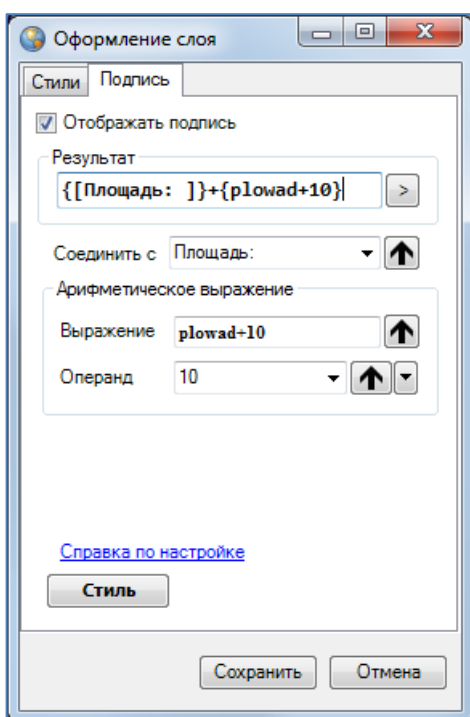 Оформление слоя
Стили Подпись
Отображать подпись
Результат
{[Площадь: ]}+{plowad+10} >
Соединить с Площадь:
Арифметическое выражение
Выражение plowad+10
Операнд 10
Справка по настройке
Стиль
Сохранить Отмена